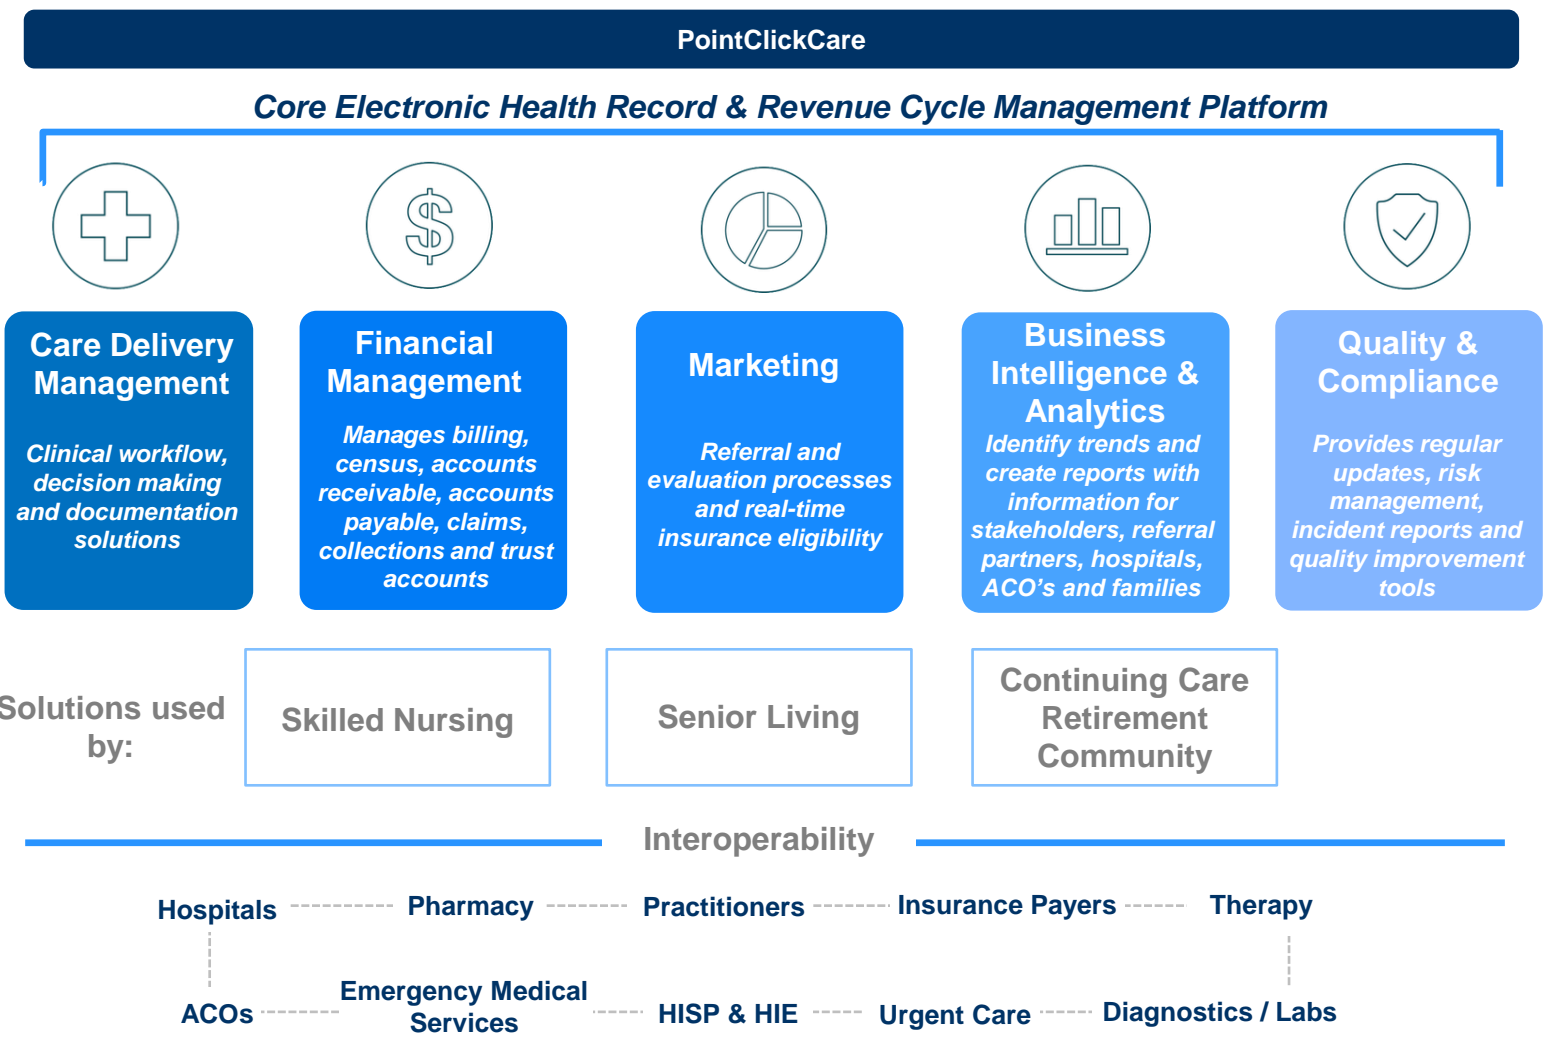 PointClickCare
Core Electronic Health Record & Revenue Cycle Management Platform
Care Delivery
Management
Clinical workflow,
decision making
and documentation
solutions
Financial
Management
Manages billing,
census, accounts
receivable, accounts
payable, claims,
collections and trust
accounts
Marketing
Referral and
evaluation processes
and real-time
insurance eligibility
Business
Intelligence &
Analytics
Identify trends and
create reports with
information for
stakeholders, referral
partners, hospitals,
ACO's and families
Quality &
Compliance
Provides regular
updates, risk
management,
incident reports and
quality improvement
tools
Solutions used
by:
Skilled Nursing
Senior Living
Continuing Care
Retirement
Community
Interoperability
Hospitals
Pharmacy
Practitioners
Insurance Payers
Therapy
ACOs
Emergency Medical
Services
HISP & HIE
Urgent Care
Diagnostics / Labs